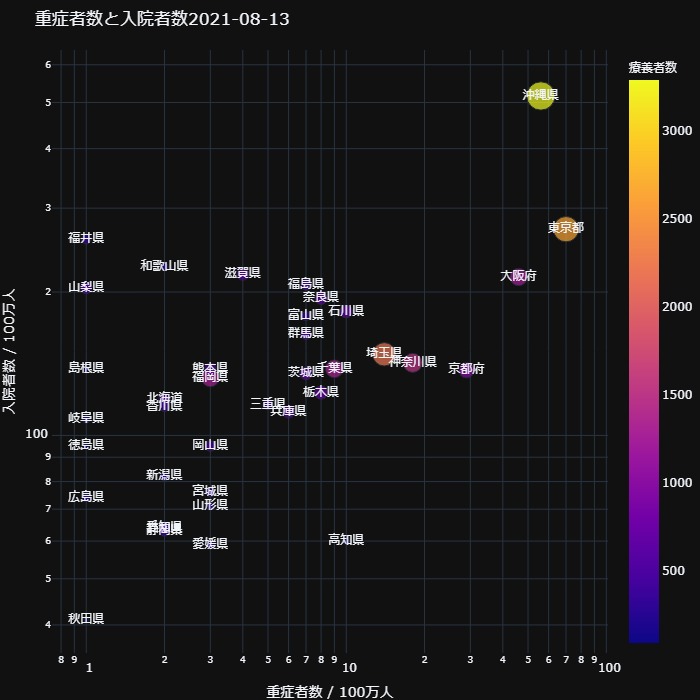 重症者数と入院者数2021-08-13
療養者数
6
5
4
3
2
100
9
8
7
6
5
4
入院者数 / 100万人
沖縄県
東京都
福井県
和歌山県
滋賀県
大阪府
山梨県
福島県
奈良県
石川県
富山県
群馬県
埼玉県
神奈川県
島根県
熊本県
福岡県
茨城県
千葉県
京都府
栃木県
北海道
香川県
三重県
兵庫県
岐阜県
徳島県
岡山県
新潟県
宮城県
広島県
山形県
静岡県
愛媛県
高知県
秋田県
3000
2500
2000
1500
1000
500
8 9 1 2 3 4 5 6 7 8 9 10 2 3 4 5 6 7 8 9 100
重症者数 / 100万人